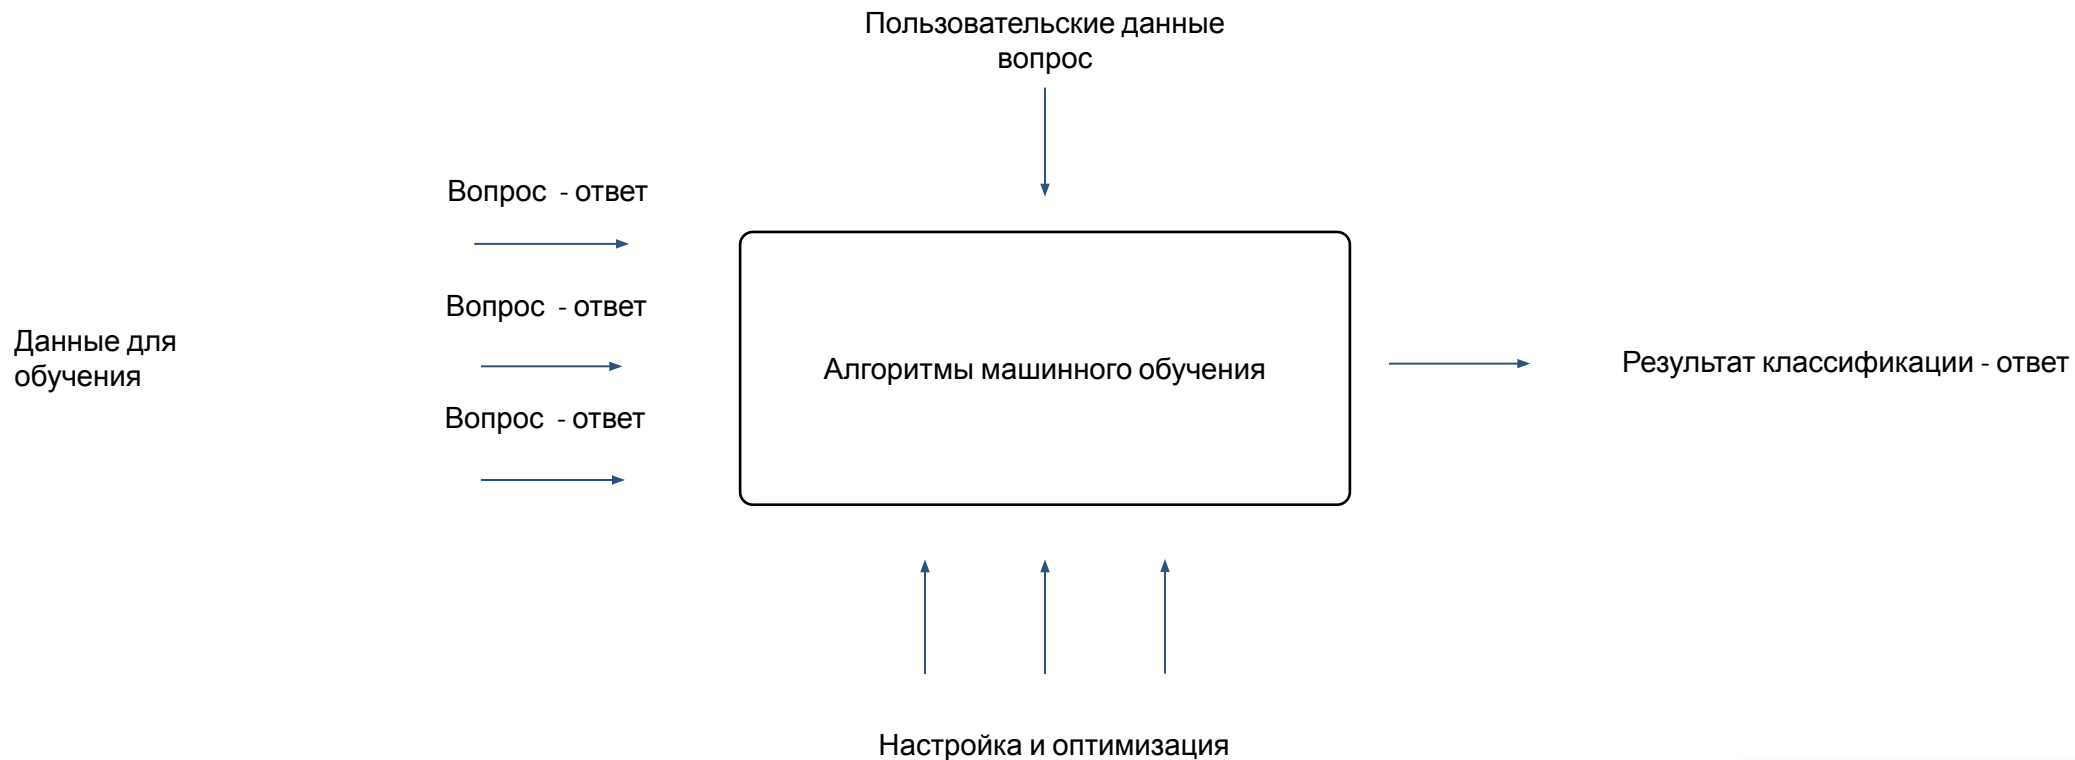 Пользовательские данные
вопрос
Вопрос - ответ
Вопрос - ответ
Данные для
обучения
Вопрос - ответ
Алгоритмы машинного обучения
Результат классификации - ответ
Настройка и оптимизация